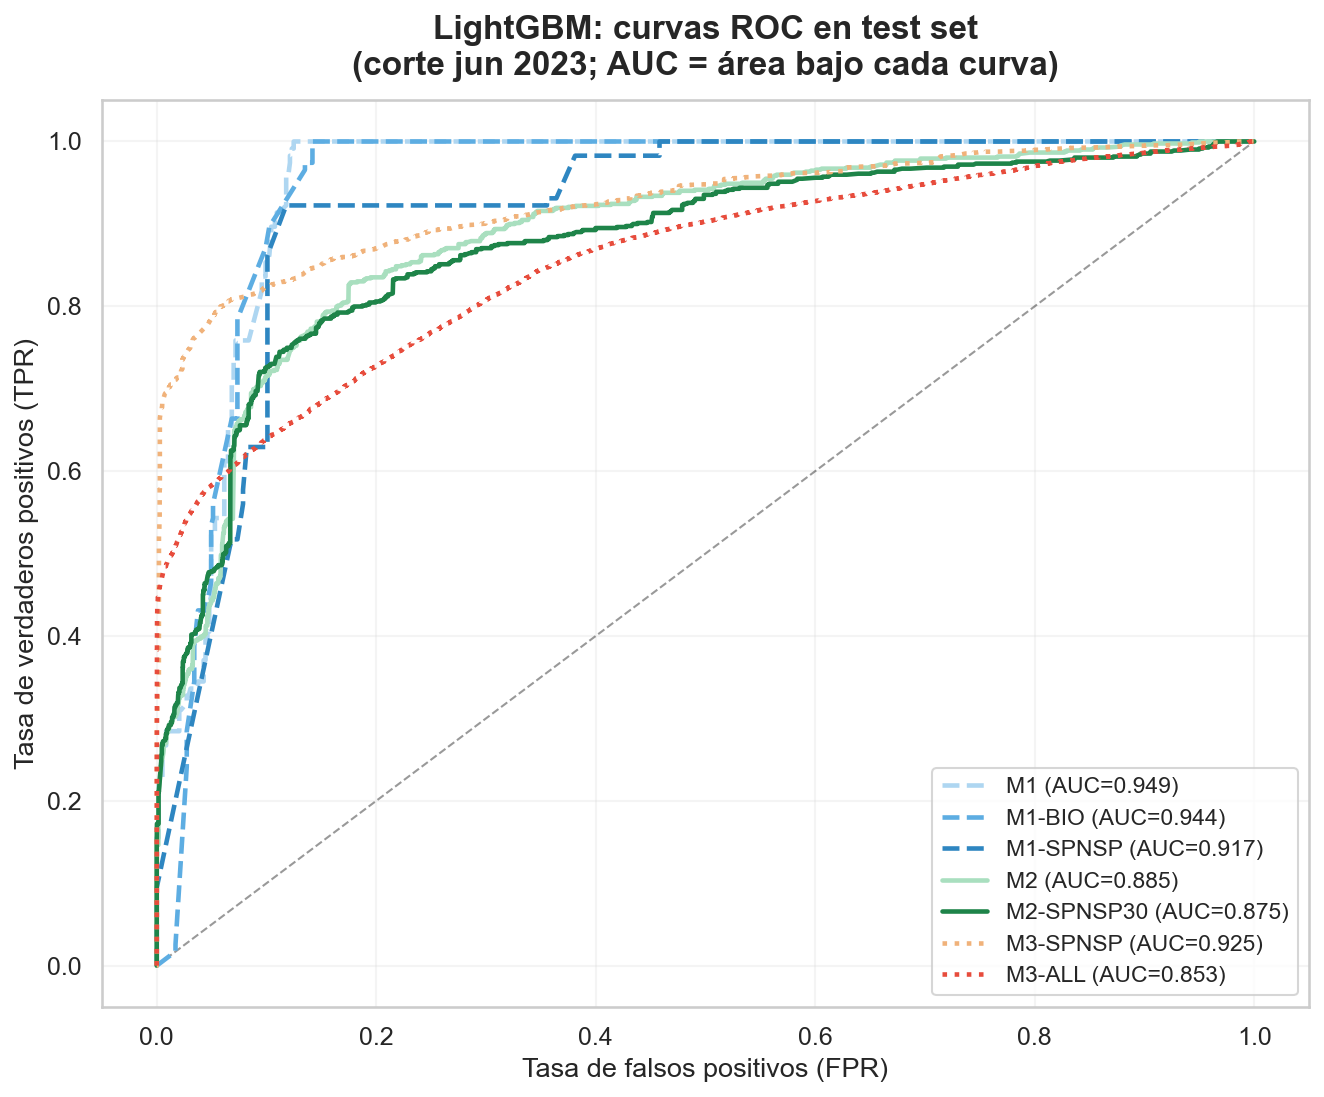 LightGBM: curvas ROC en test set
(corte jun 2023; AUC = área bajo cada curva)
Tasa de verdaderos positivos (TPR)
1.0
0.8
0.6
0.4
0.2
0.0
0.0 0.2 0.4 0.6 0.8 1.0
Tasa de falsos positivos (FPR)
M1 (AUC=0.949)
M1-BIO (AUC=0.944)
M1-SPNSP (AUC=0.917)
M2 (AUC=0.885)
M2-SPNSP30 (AUC=0.875)
M3-SPNSP (AUC=0.925)
M3-ALL (AUC=0.853)